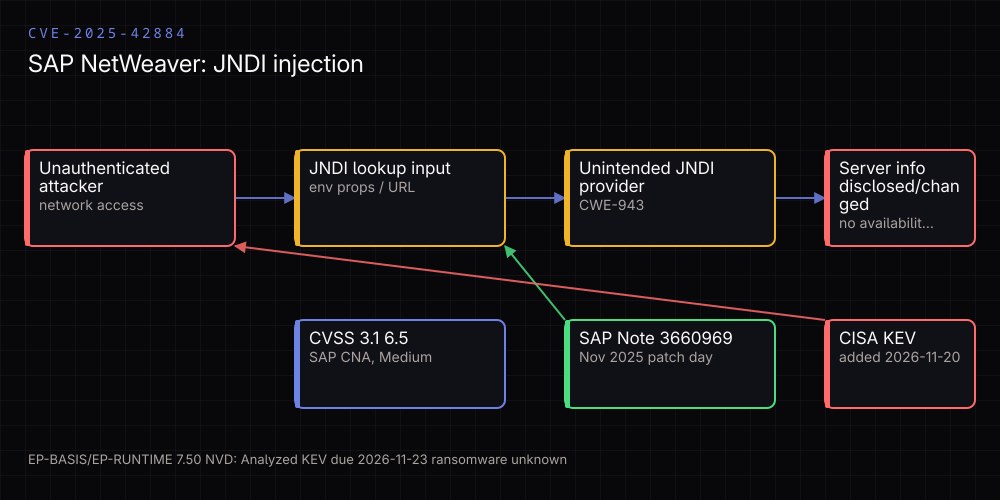 CVE-2025-42884
SAP NetWeaver: JNDI injection
Unauthenticated
attacker
network access
JNDI lookup input
env props / URL
Unintended JNDI
provider
CWE-943
Server info
disclosed/chan
ged
no availabilit...
CVSS 3.1 6.5
SAP CNA, Medium
SAP Note 3660969
Nov 2025 patch day
CISA KEV
added 2026-11-20
EP-BASIS/EP-RUNTIME 7.50 NVD: Analyzed KEV due 2026-11-23 ransomware unknown